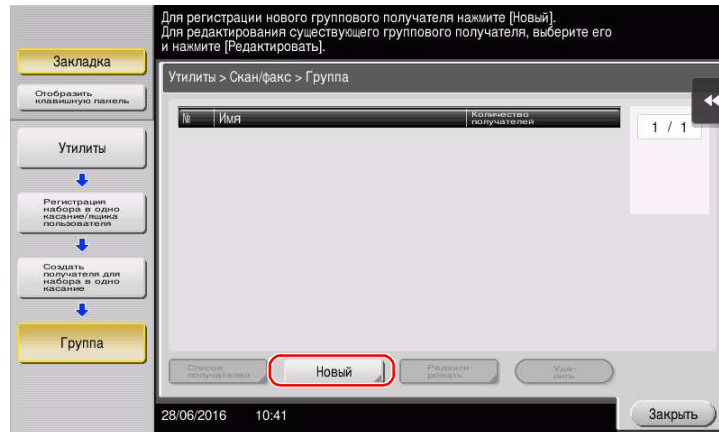 Для регистрации нового группового получателя нажмите [Новый].
Для редактирования существующего группового получателя, выберите его
и нажмите [Редактировать].
Закладка
Отобразить
клавишную панель
Утилиты
Регистрация
набора в одно
касание/ящика
пользователя
Создать
получателя для
набора в одно
касание
Группа
Утилиты > Скан/факс > Группа
№ Имя Количество
получателей
1 / 1
Список
получателей
Новый
Редакти-
ровать
Уда-
лить
28/06/2016 10:41
Закрыть